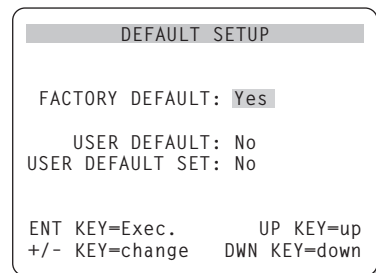 DEFAULT SETUP
FACTORY DEFAULT: Yes
USER DEFAULT: No
USER DEFAULT SET: No
ENT KEY=Exec. UP KEY=up
+/- KEY=change DWN KEY=down